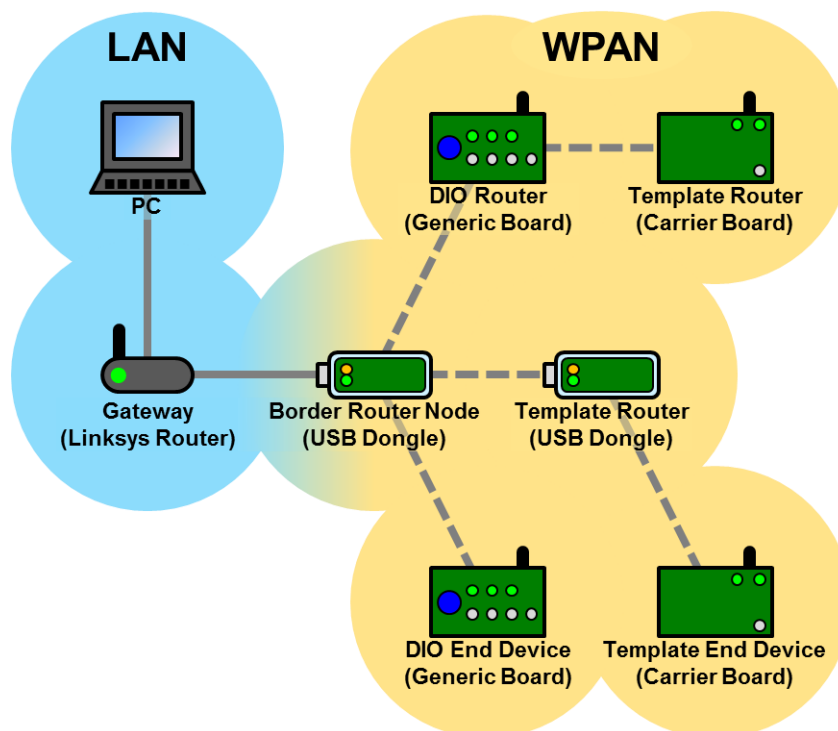 LAN
WPAN
PC
DIO Router
(Generic Board)
Template Router
(Carrier Board)
Gateway
(Linksys Router)
Border Router Node
(USB Dongle)
Template Router
(USB Dongle)
DIO End Device
(Generic Board)
Template End Device
(Carrier Board)